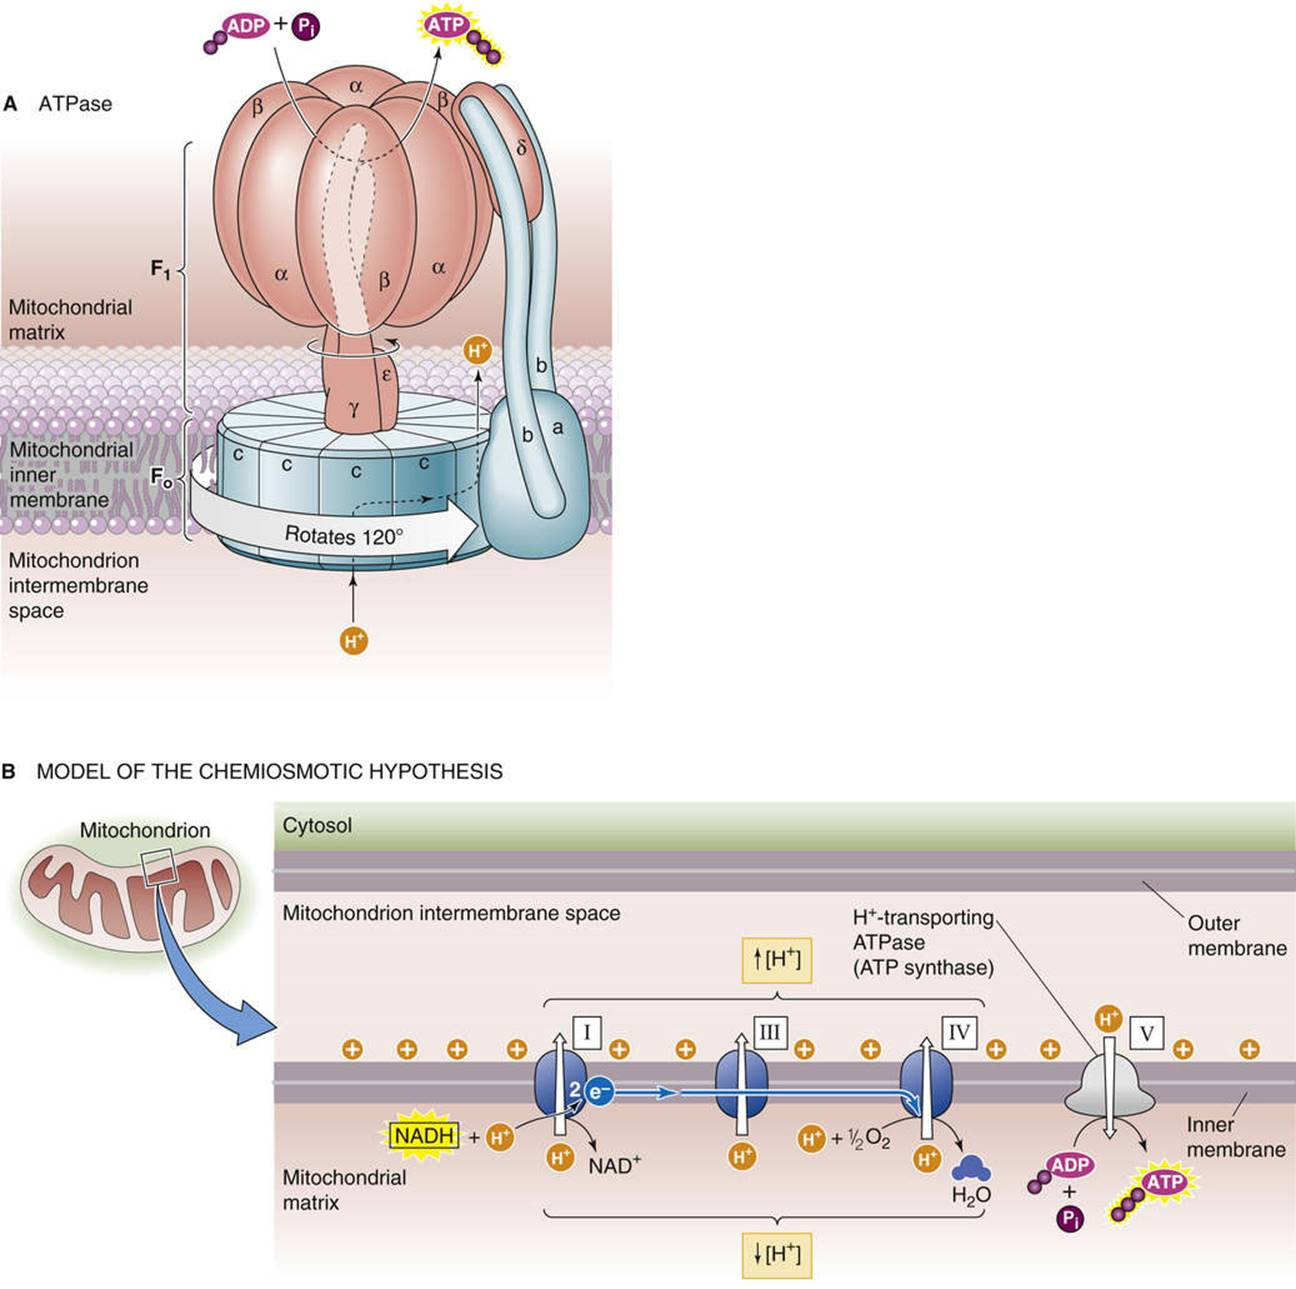 ADP + Pi
ATP
A ATPase
α
β
β
δ
F1
α
β
α
Mitochondrial
matrix
H+
ε
γ
b
b
a
Mitochondrial
inner
membrane
Fo
c
c
c
c
Rotates 120°
Mitochondrion
intermembrane
space
H+
B MODEL OF THE CHEMIOSMOTIC HYPOTHESIS
Mitochondrion
Cytosol
Mitochondrion intermembrane space
H+-transporting
ATPase
(ATP synthase)
Outer
membrane
↑[H+]
I
III
IV
H+
V
+ + + + + + + + + + + +
2 e−
NADH + H+
H+
NAD+
H+
H+ + ½O2
H+
H2O
Inner
membrane
Mitochondrial
matrix
ADP
+
Pi
ATP
↓[H+]